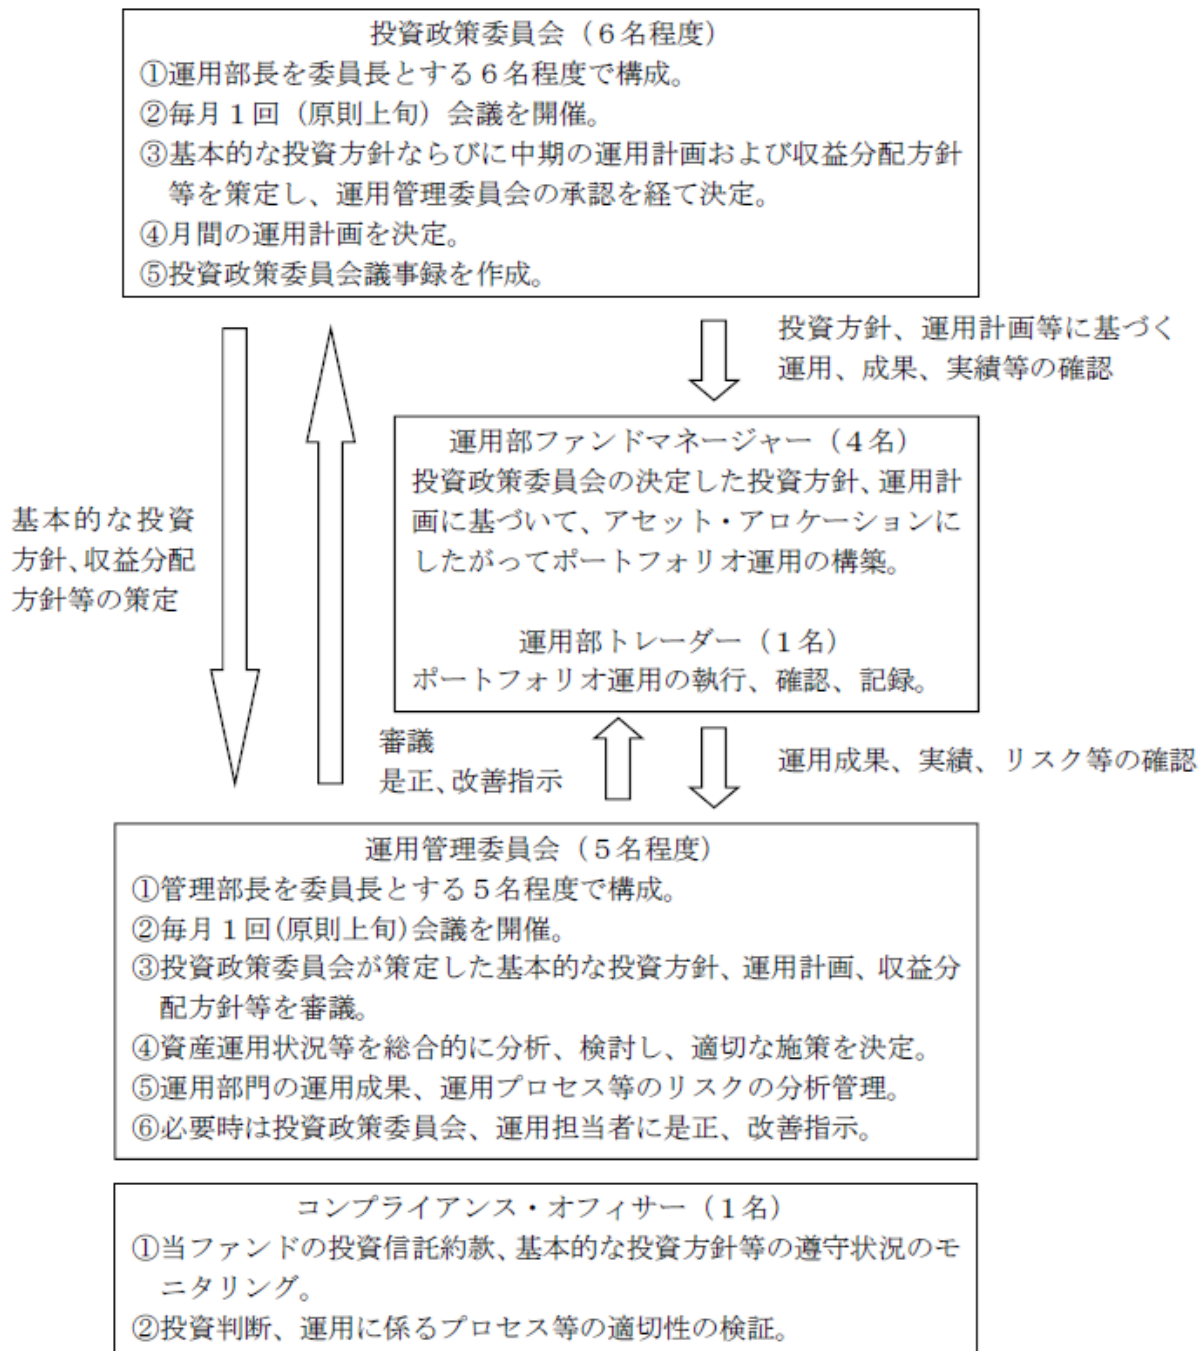 投資政策委員会（６名程度）
①運用部長を委員長とする６名程度で構成。
②毎月１回（原則上旬）会議を開催。
③基本的な投資方針ならびに中期の運用計画および収益分配方針
等を策定し、運用管理委員会の承認を経て決定。
④月間の運用計画を決定。
⑤投資政策委員会議事録を作成。
投資方針、運用計画等に基づく
運用、成果、実績等の確認
運用部ファンドマネージャー（４名）
投資政策委員会の決定した投資方針、運用計
画に基づいて、アセット・アロケーションに
したがってポートフォリオ運用の構築。
運用部トレーダー（１名）
ポートフォリオ運用の執行、確認、記録。
基本的な投資
方針、収益分配
方針等の策定
審議
是正、改善指示
運用成果、実績、リスク等の確認
運用管理委員会（５名程度）
①管理部長を委員長とする５名程度で構成。
②毎月１回(原則上旬)会議を開催。
③投資政策委員会が策定した基本的な投資方針、運用計画、収益分
配方針等を審議。
④資産運用状況等を総合的に分析、検討し、適切な施策を決定。
⑤運用部門の運用成果、運用プロセス等のリスクの分析管理。
⑥必要時は投資政策委員会、運用担当者に是正、改善指示。
コンプライアンス・オフィサー（１名）
①当ファンドの投資信託約款、基本的な投資方針等の遵守状況のモ
ニタリング。
②投資判断、運用に係るプロセス等の適切性の検証。